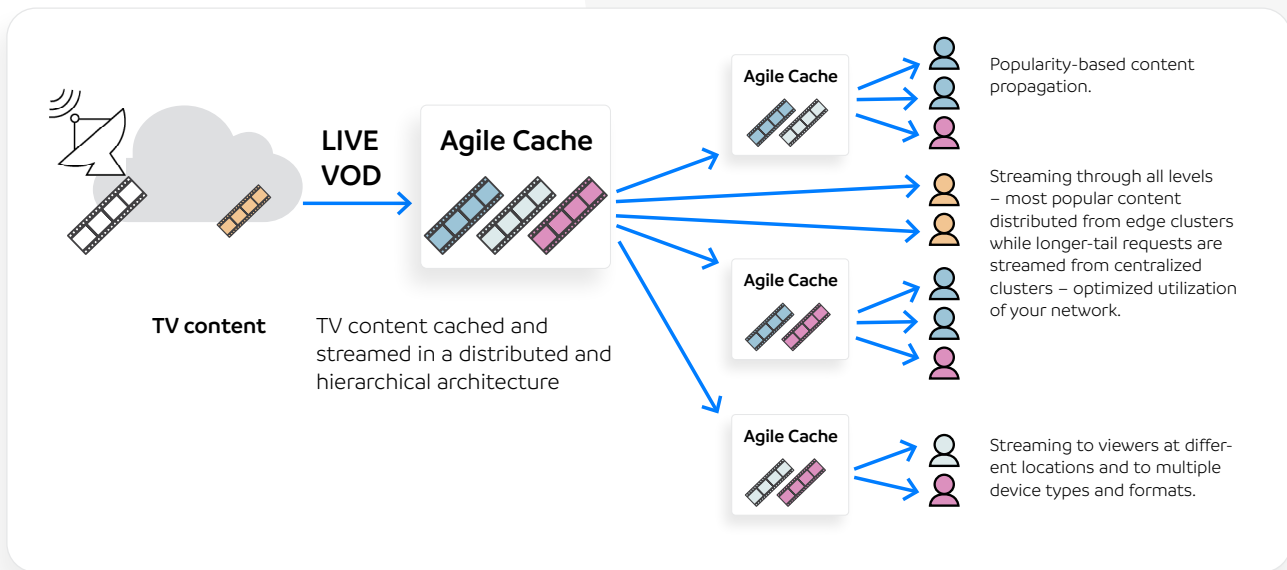 LIVE
VOD
Agile Cache
TV content
TV content cached and
streamed in a distributed and
hierarchical architecture
Agile Cache
Popularity-based content
propagation.
Streaming through all levels
– most popular content
distributed from edge clusters
while longer-tail requests are
streamed from centralized
clusters – optimized utilization
of your network.
Agile Cache
Agile Cache
Streaming to viewers at differ-
ent locations and to multiple
device types and formats.